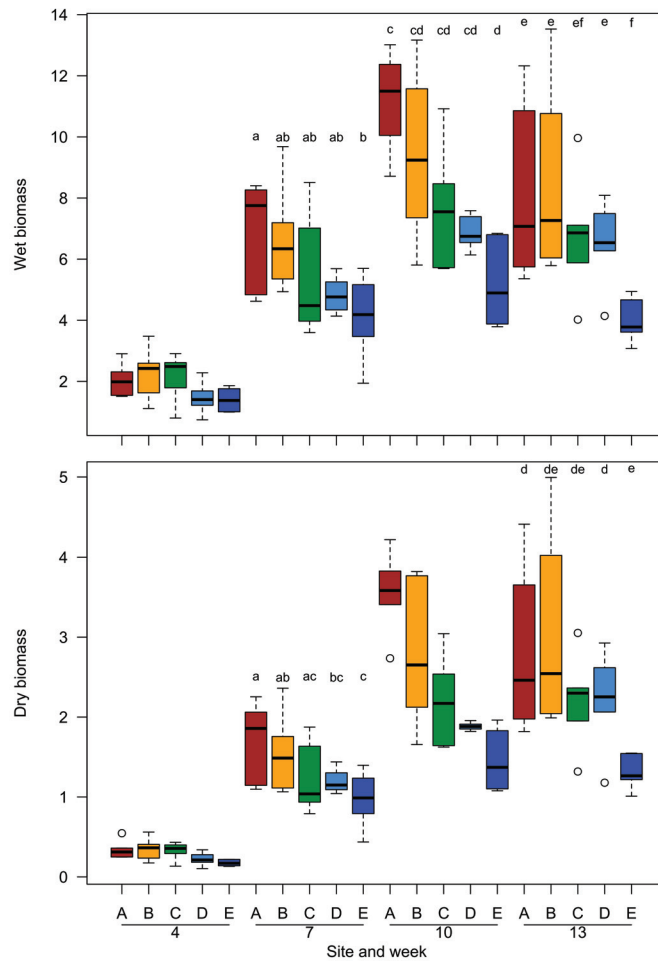 14
c cd cd cd d e e ef e f
12
a ab ab ab b
10
8
6
4
2
Wet biomass
5
d de de d e
4
3
a ab ac bc c
2
1
0
Dry biomass
A B C D E A B C D E A B C D E A B C D E
4 7 10 13
Site and week